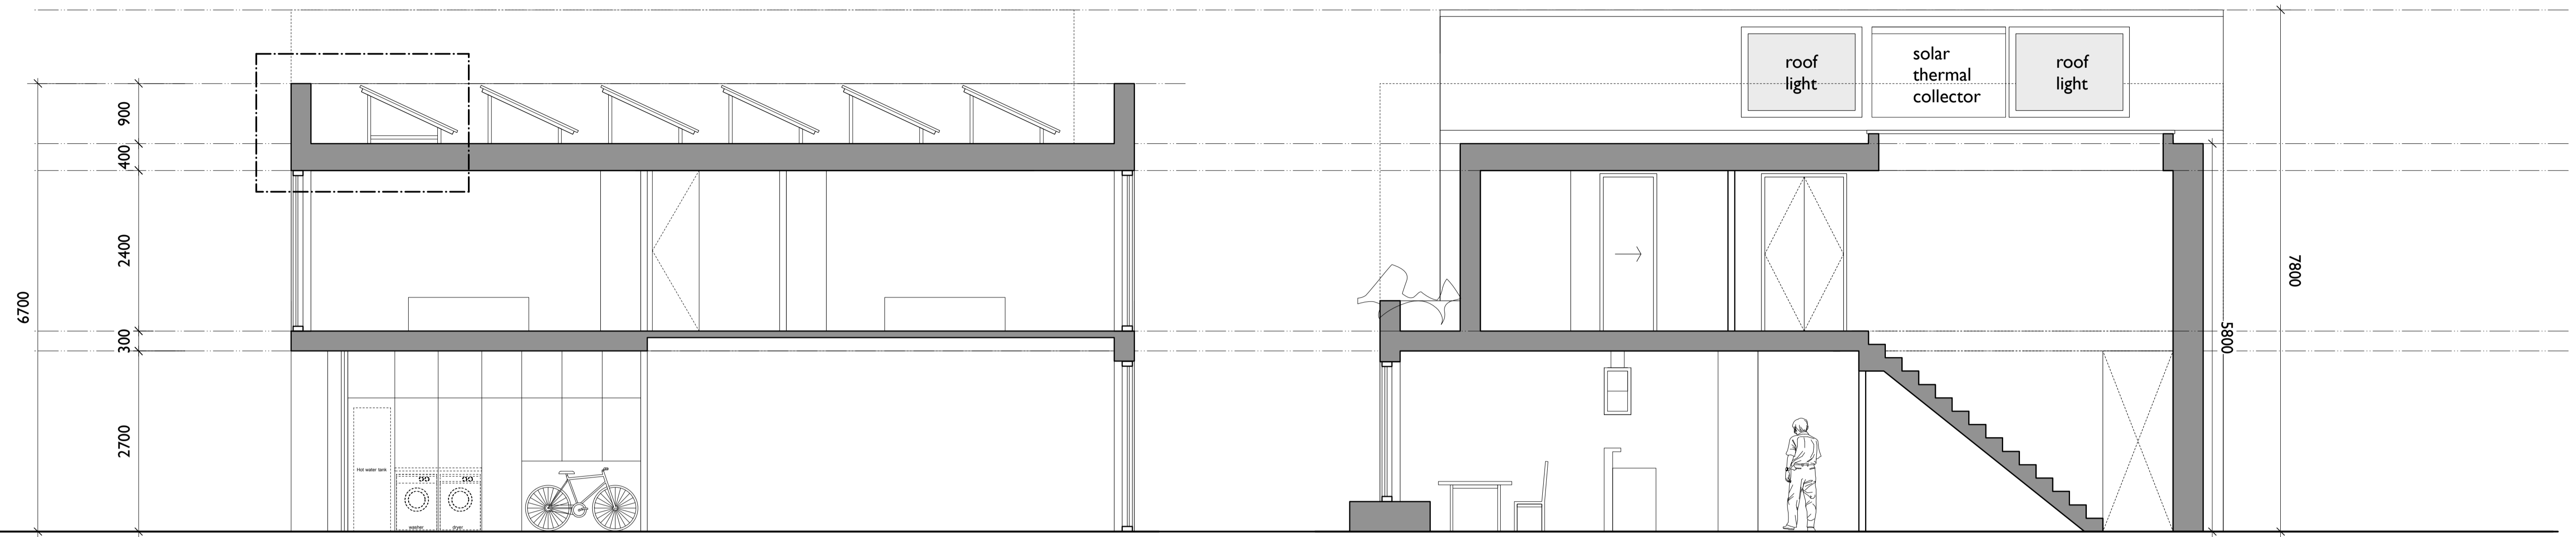 roof
light
solar
thermal
collector
roof
light
900
400
2400
6700
300
2700
7800
5800
Hot water tank
washer
dryer